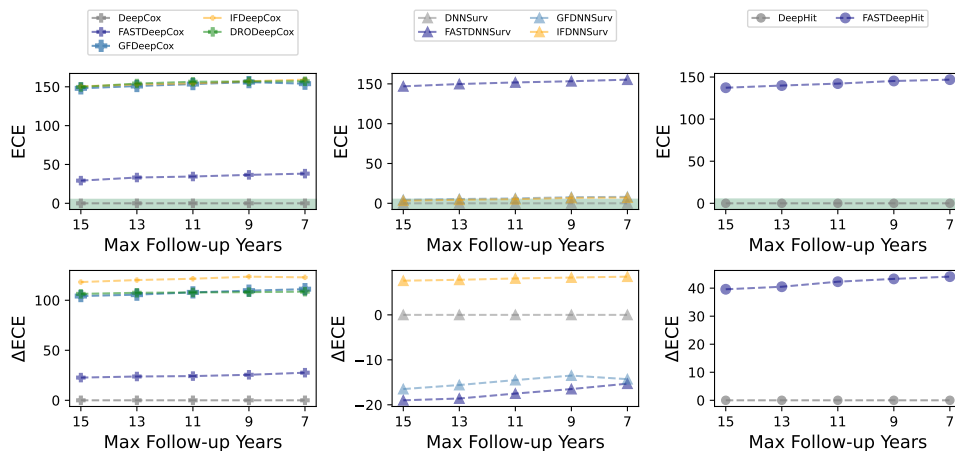 DeepCox
FASTDeepCox
GFDeepCox
IFDeepCox
DRODeepCox
DNNSurv
FASTDNNSurv
GFDNNSurv
IFDNNSurv
DeepHit
FASTDeepHit
ECE
150
100
50
0
15 13 11 9 7
Max Follow-up Years
ECE
150
100
50
0
15 13 11 9 7
Max Follow-up Years
ECE
150
100
50
0
15 13 11 9 7
Max Follow-up Years
ΔECE
100
50
0
15 13 11 9 7
Max Follow-up Years
ΔECE
0
−10
−20
15 13 11 9 7
Max Follow-up Years
ΔECE
40
30
20
10
0
15 13 11 9 7
Max Follow-up Years